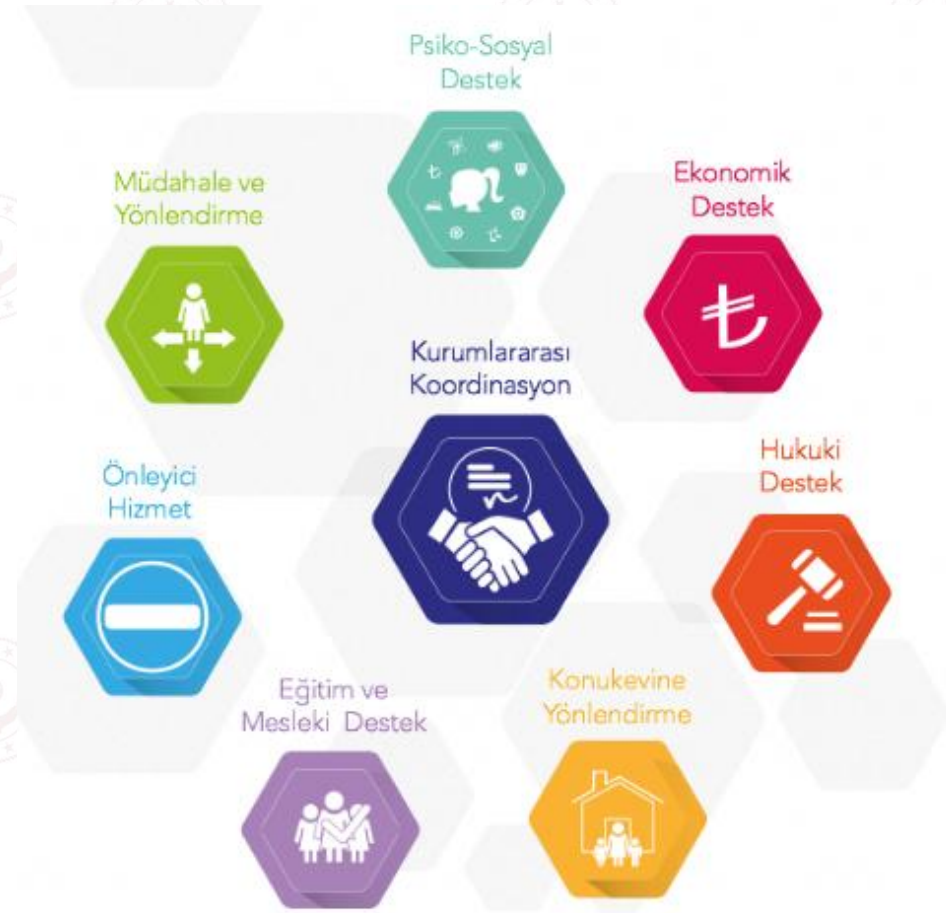 Psiko-Sosyal
Destek
Müdahale ve
Yönlendirme
Ekonomik
Destek
Kurumlararası
Koordinasyon
Önleyici
Hizmet
Hukuki
Destek
Eğitim ve
Mesleki Destek
Konukevine
Yönlendirme